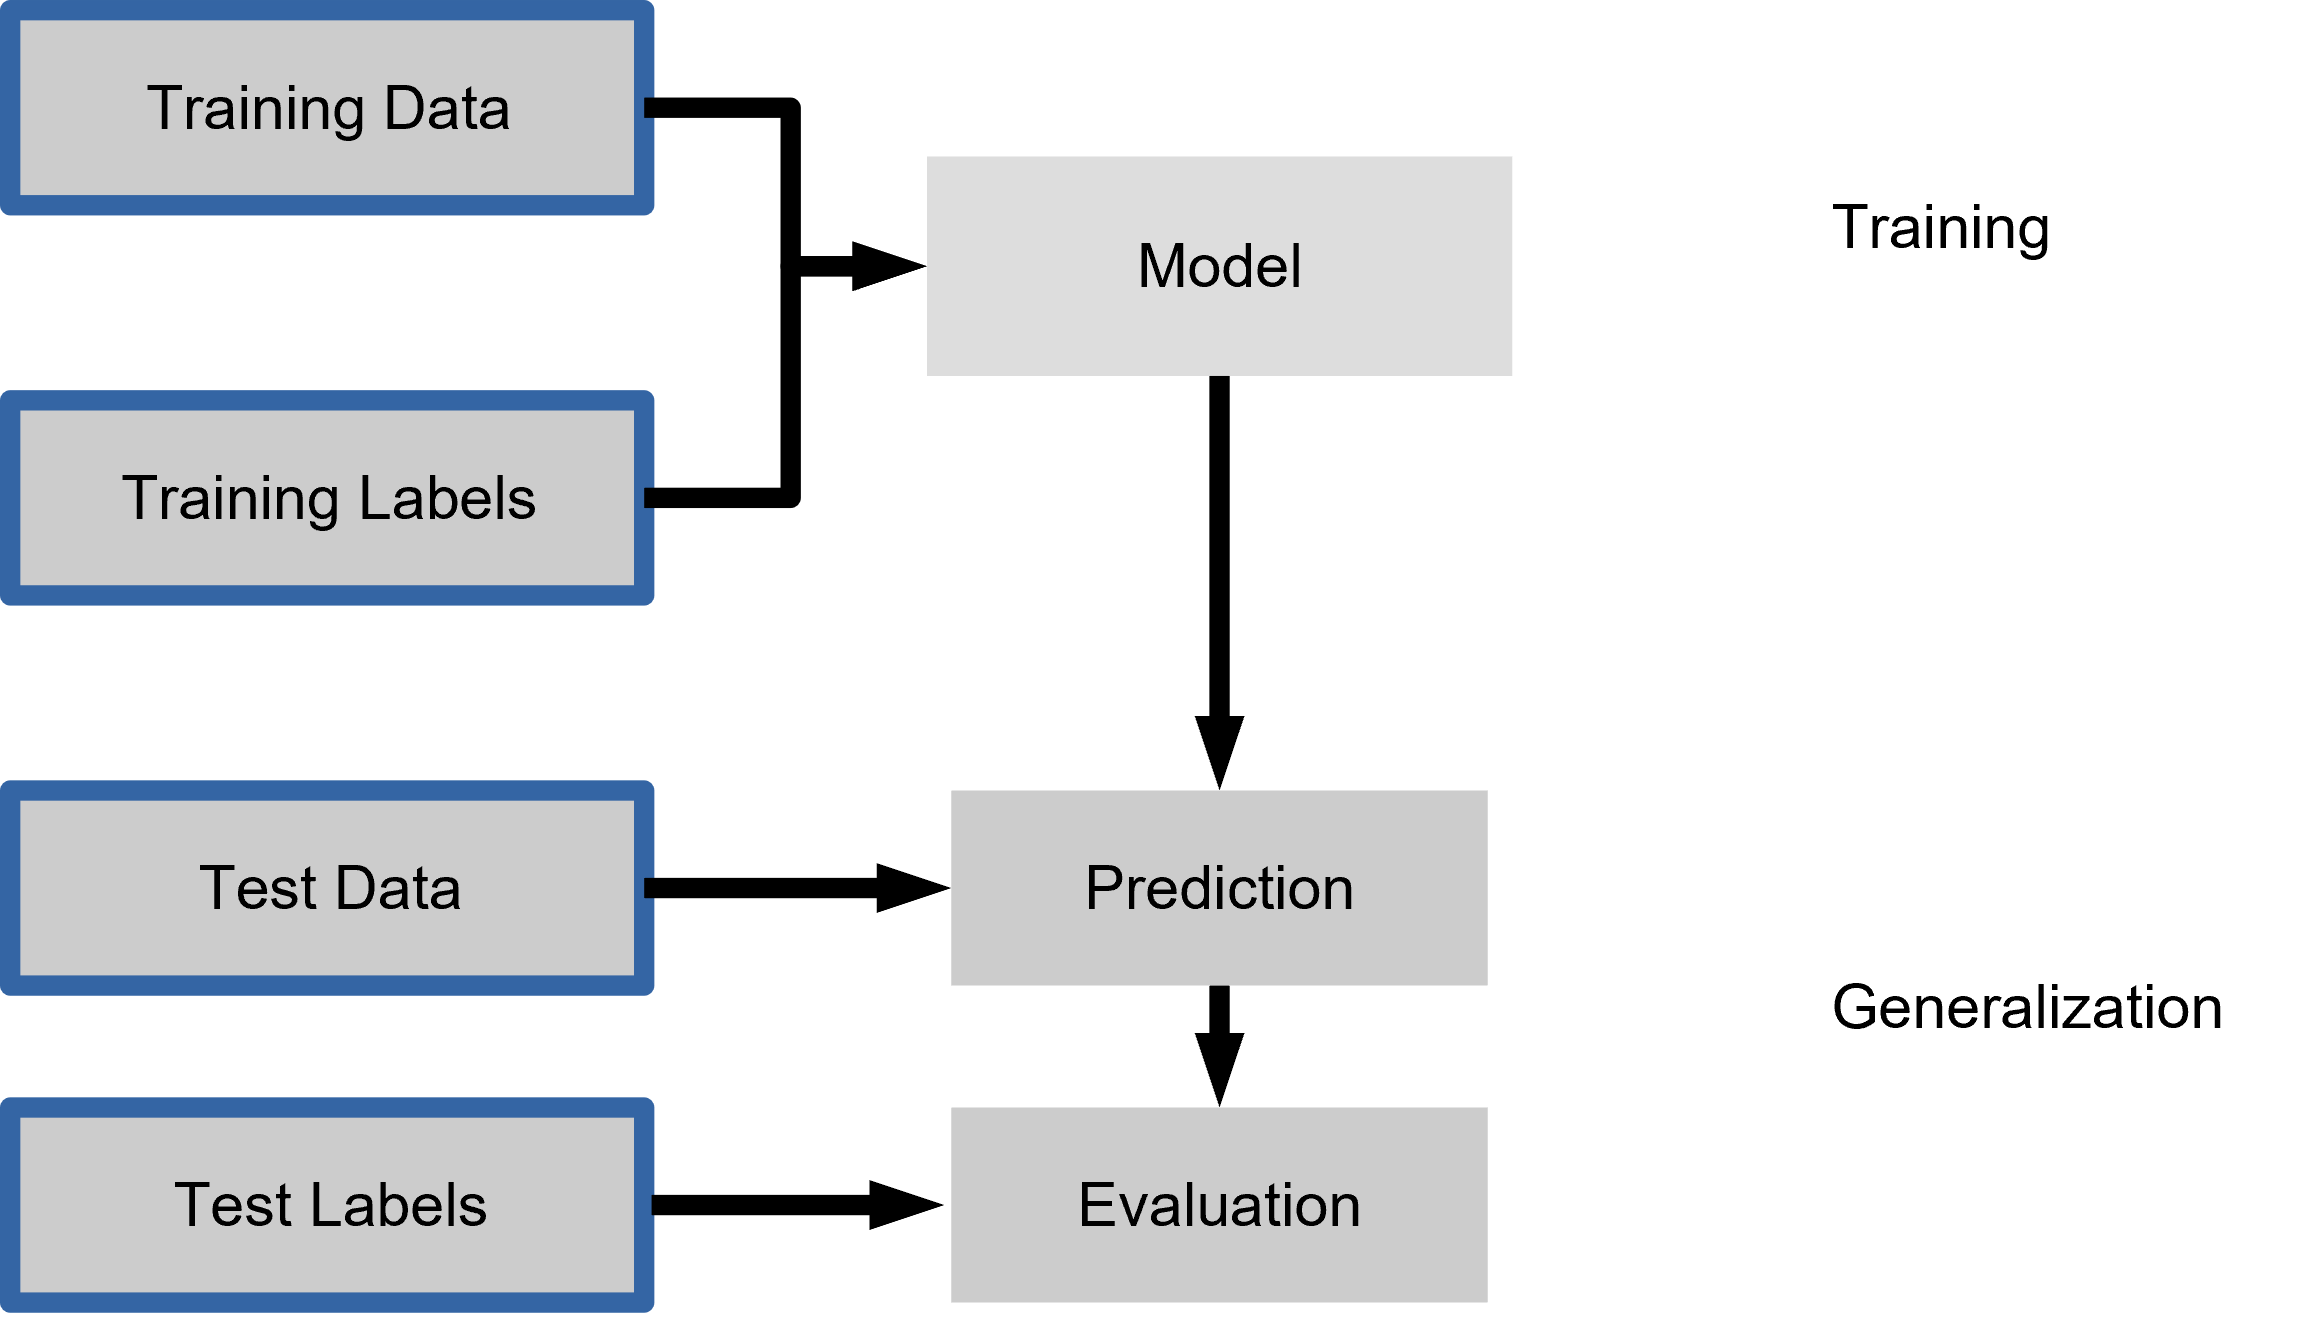 Training Data
Model
Training
Training Labels
Test Data
Prediction
Generalization
Test Labels
Evaluation